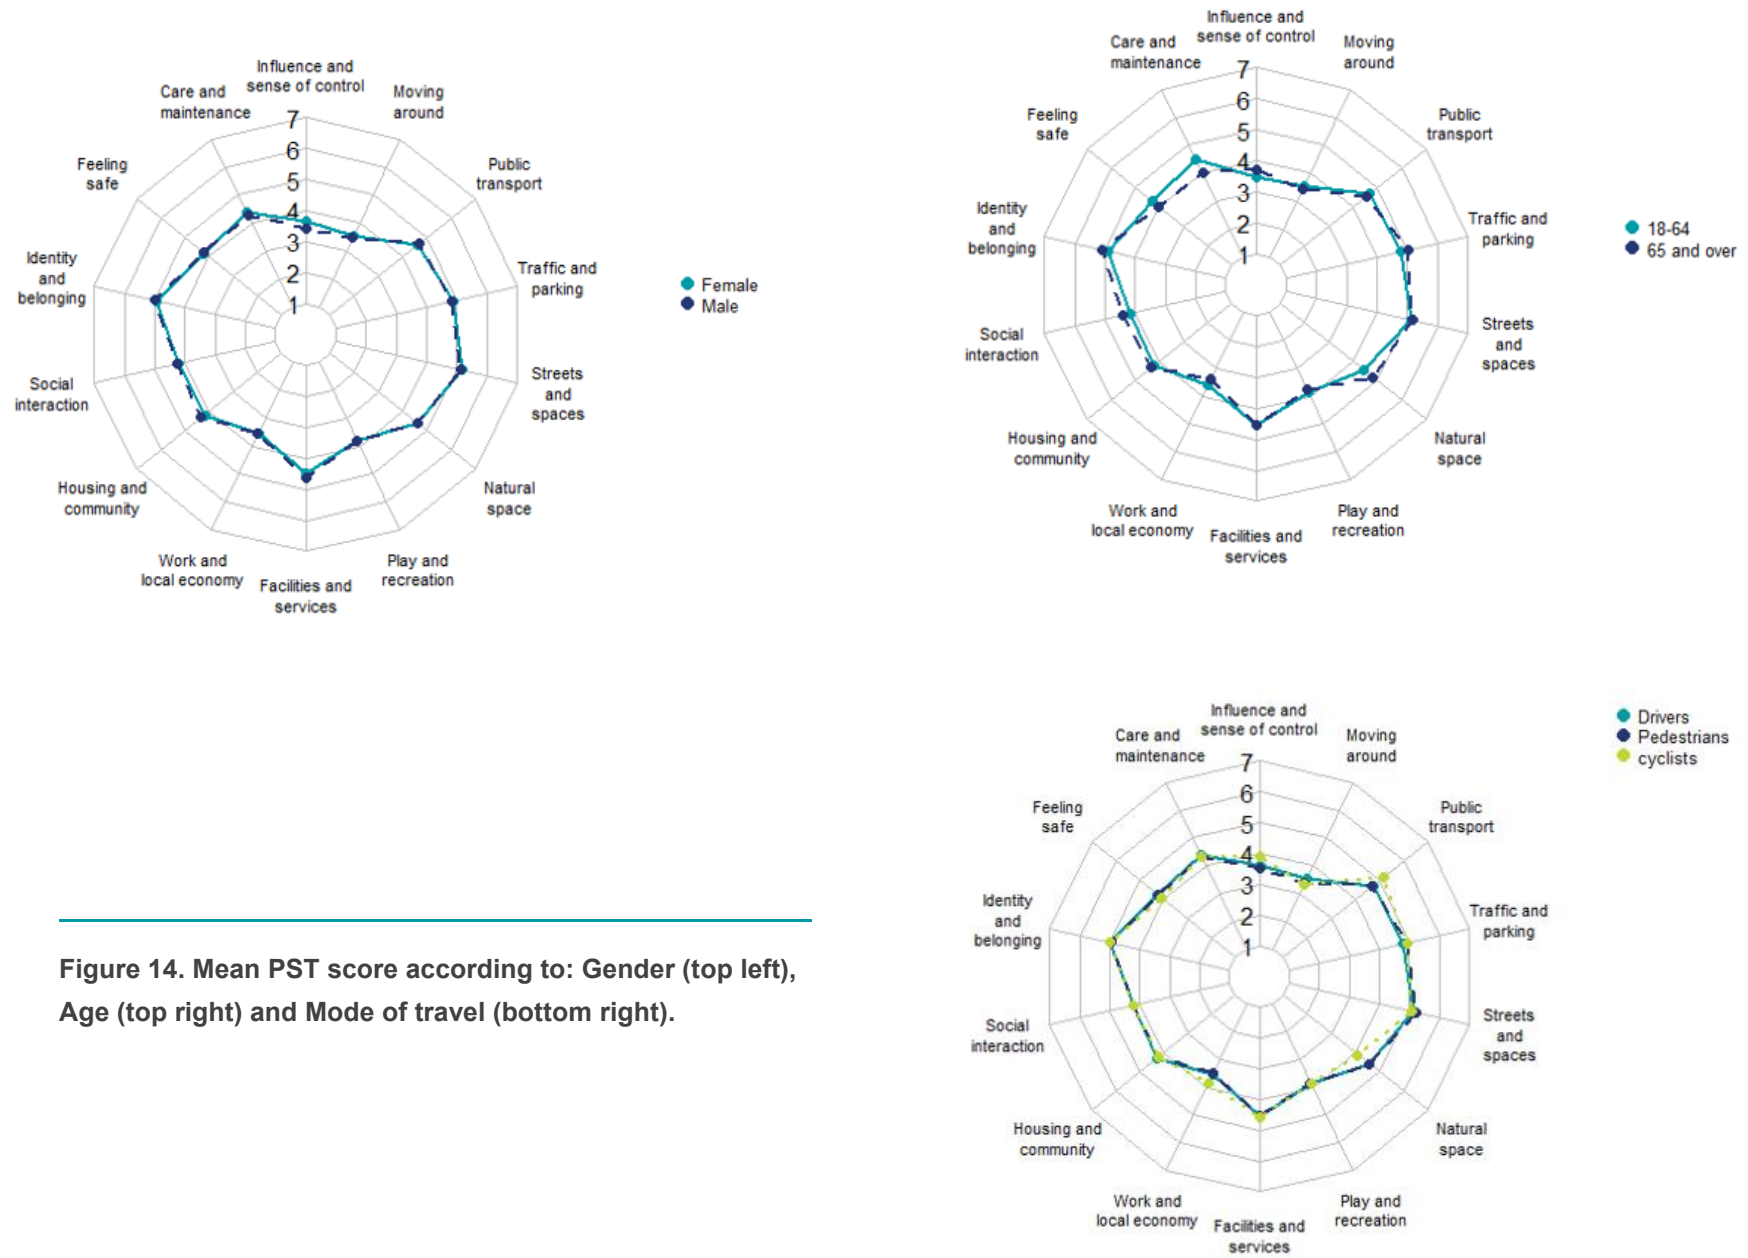 Influence and
sense of control
Moving
around
Public
transport
Traffic and
parking
Streets
and
spaces
Natural
space
Play and
recreation
Facilities and
services
Work and
local economy
Housing and
community
Social
interaction
Identity
and
belonging
Feeling
safe
Care and
maintenance
7
6
5
4
3
2
1
Female
Male
Influence and
sense of control
Moving
around
Public
transport
Traffic and
parking
Streets
and
spaces
Natural
space
Play and
recreation
Facilities and
services
Work and
local economy
Housing and
community
Social
interaction
Identity
and
belonging
Feeling
safe
Care and
maintenance
7
6
5
4
3
2
1
18-64
65 and over
Figure 14. Mean PST score according to: Gender (top left),
Age (top right) and Mode of travel (bottom right).
Influence and
sense of control
Moving
around
Public
transport
Traffic and
parking
Streets
and
spaces
Natural
space
Play and
recreation
Facilities and
services
Work and
local economy
Housing and
community
Social
interaction
Identity
and
belonging
Feeling
safe
Care and
maintenance
7
6
5
4
3
2
1
Drivers
Pedestrians
cyclists